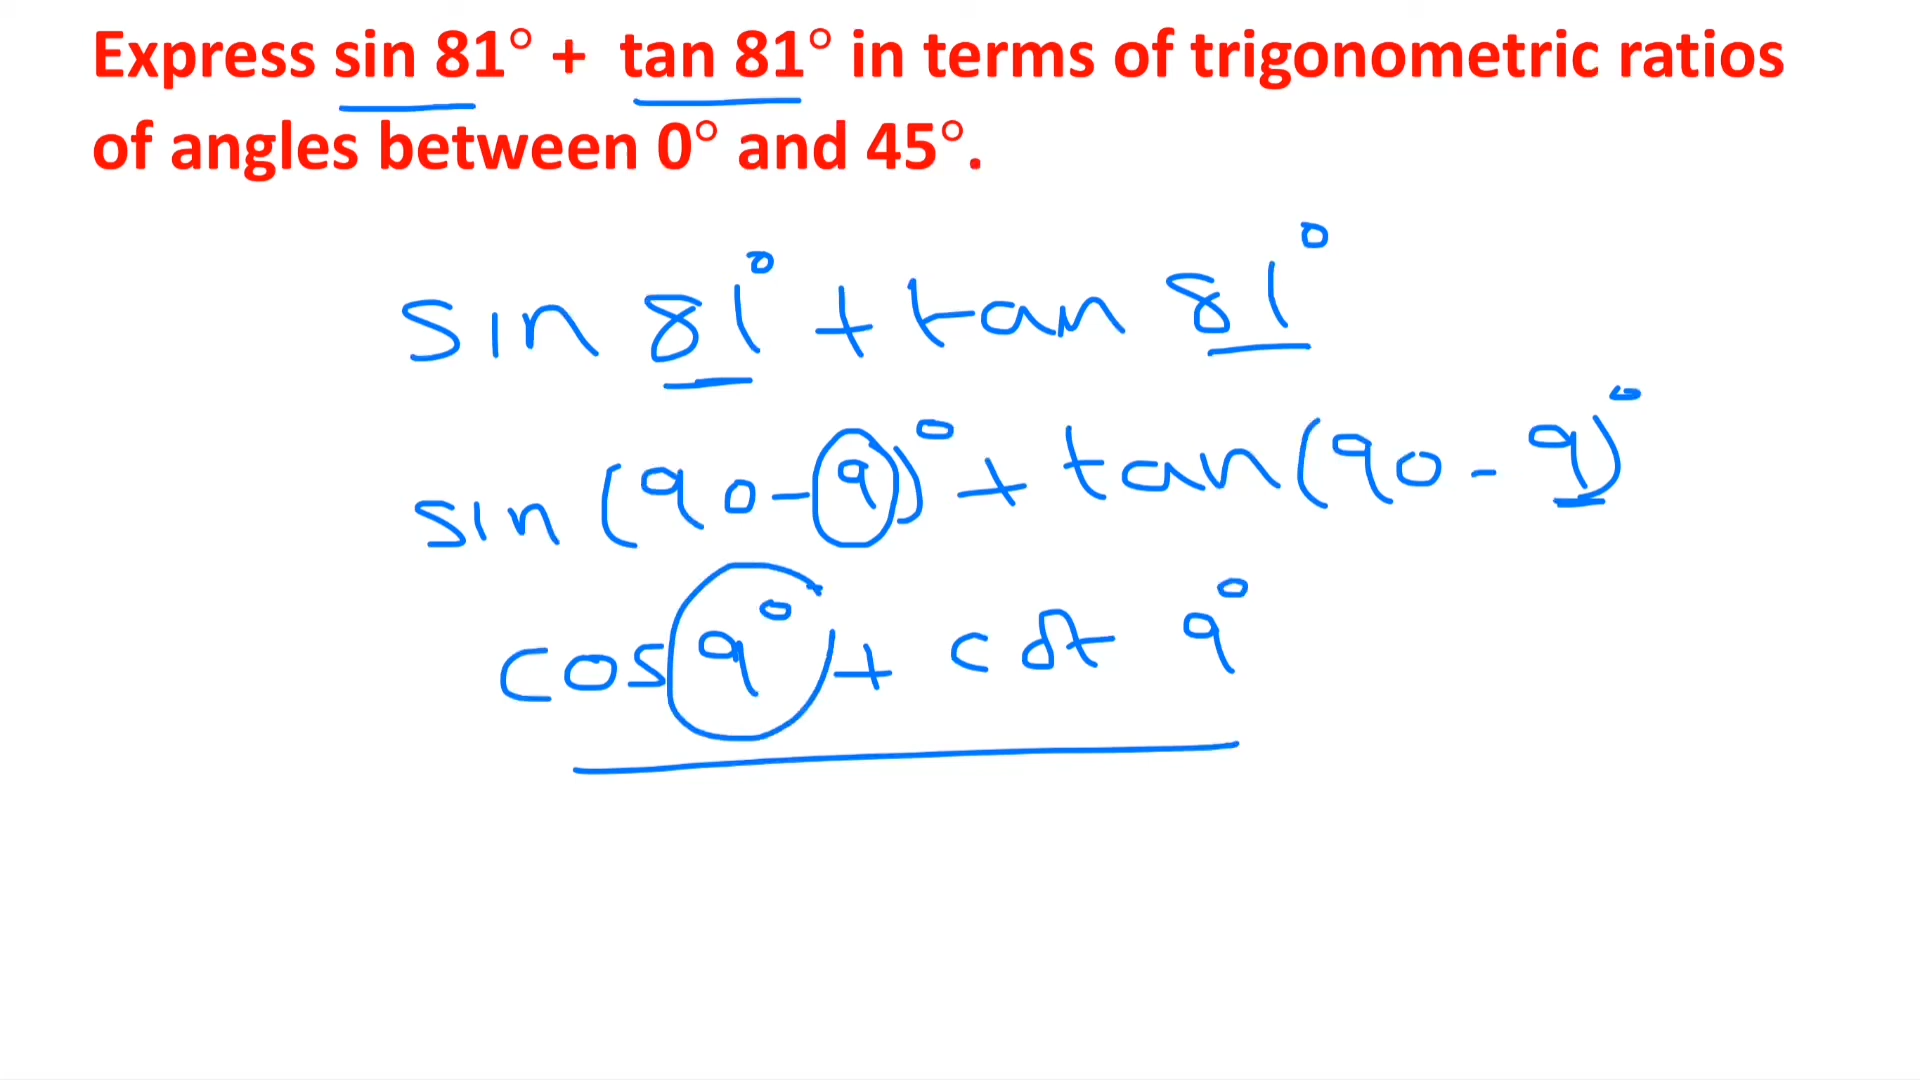 Express sin 81° + tan 81° in terms of trigonometric ratios
of angles between 0° and 45°.
sin 81° + tan 81°
sin (90-9)° + tan(90-9)°
cos 9° + cot 9°